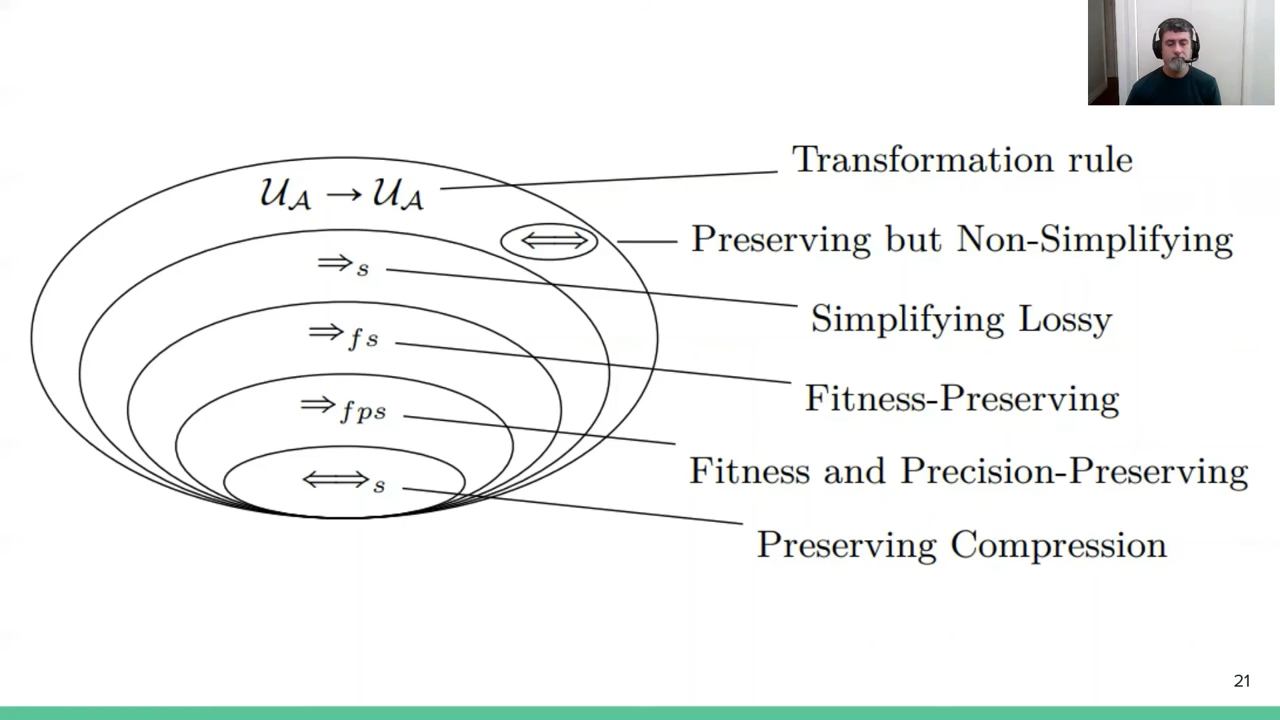 𝒰_A → 𝒰_A
Transformation rule
⟺
Preserving but Non-Simplifying
⇒_s
Simplifying Lossy
⇒_fs
Fitness-Preserving
⇒_fps
Fitness and Precision-Preserving
⟺_s
Preserving Compression
21